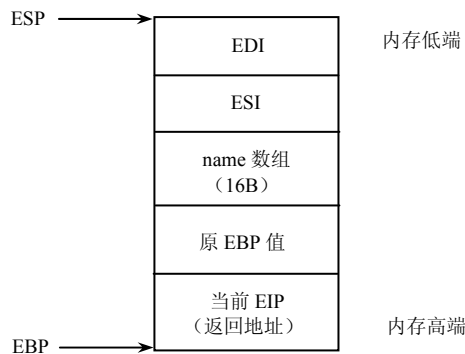 ESP
内存低端
EDI
ESI
name 数组
（16B）
原 EBP 值
当前 EIP
（返回地址）
内存高端
EBP